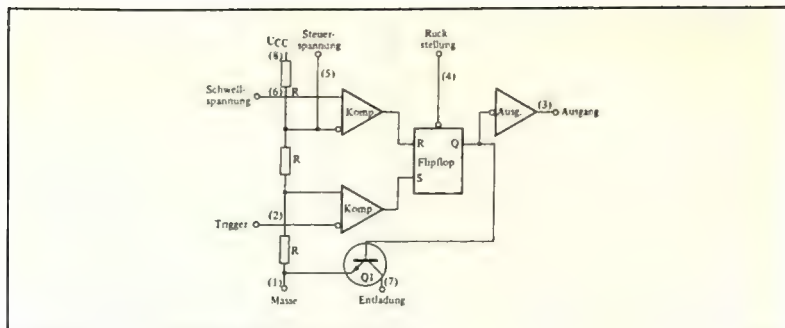 UCC
(8)
Steuer-
spannung
(5)
Ruck
stellung
(4)
Schwell-
spannung
(6)
R
Komp
(3)
Ausg.
Ausgang
R
Q
Flipflop
S
R
Komp
Trigger
(2)
R
(1)
Masse
Q1
(7)
Entladung